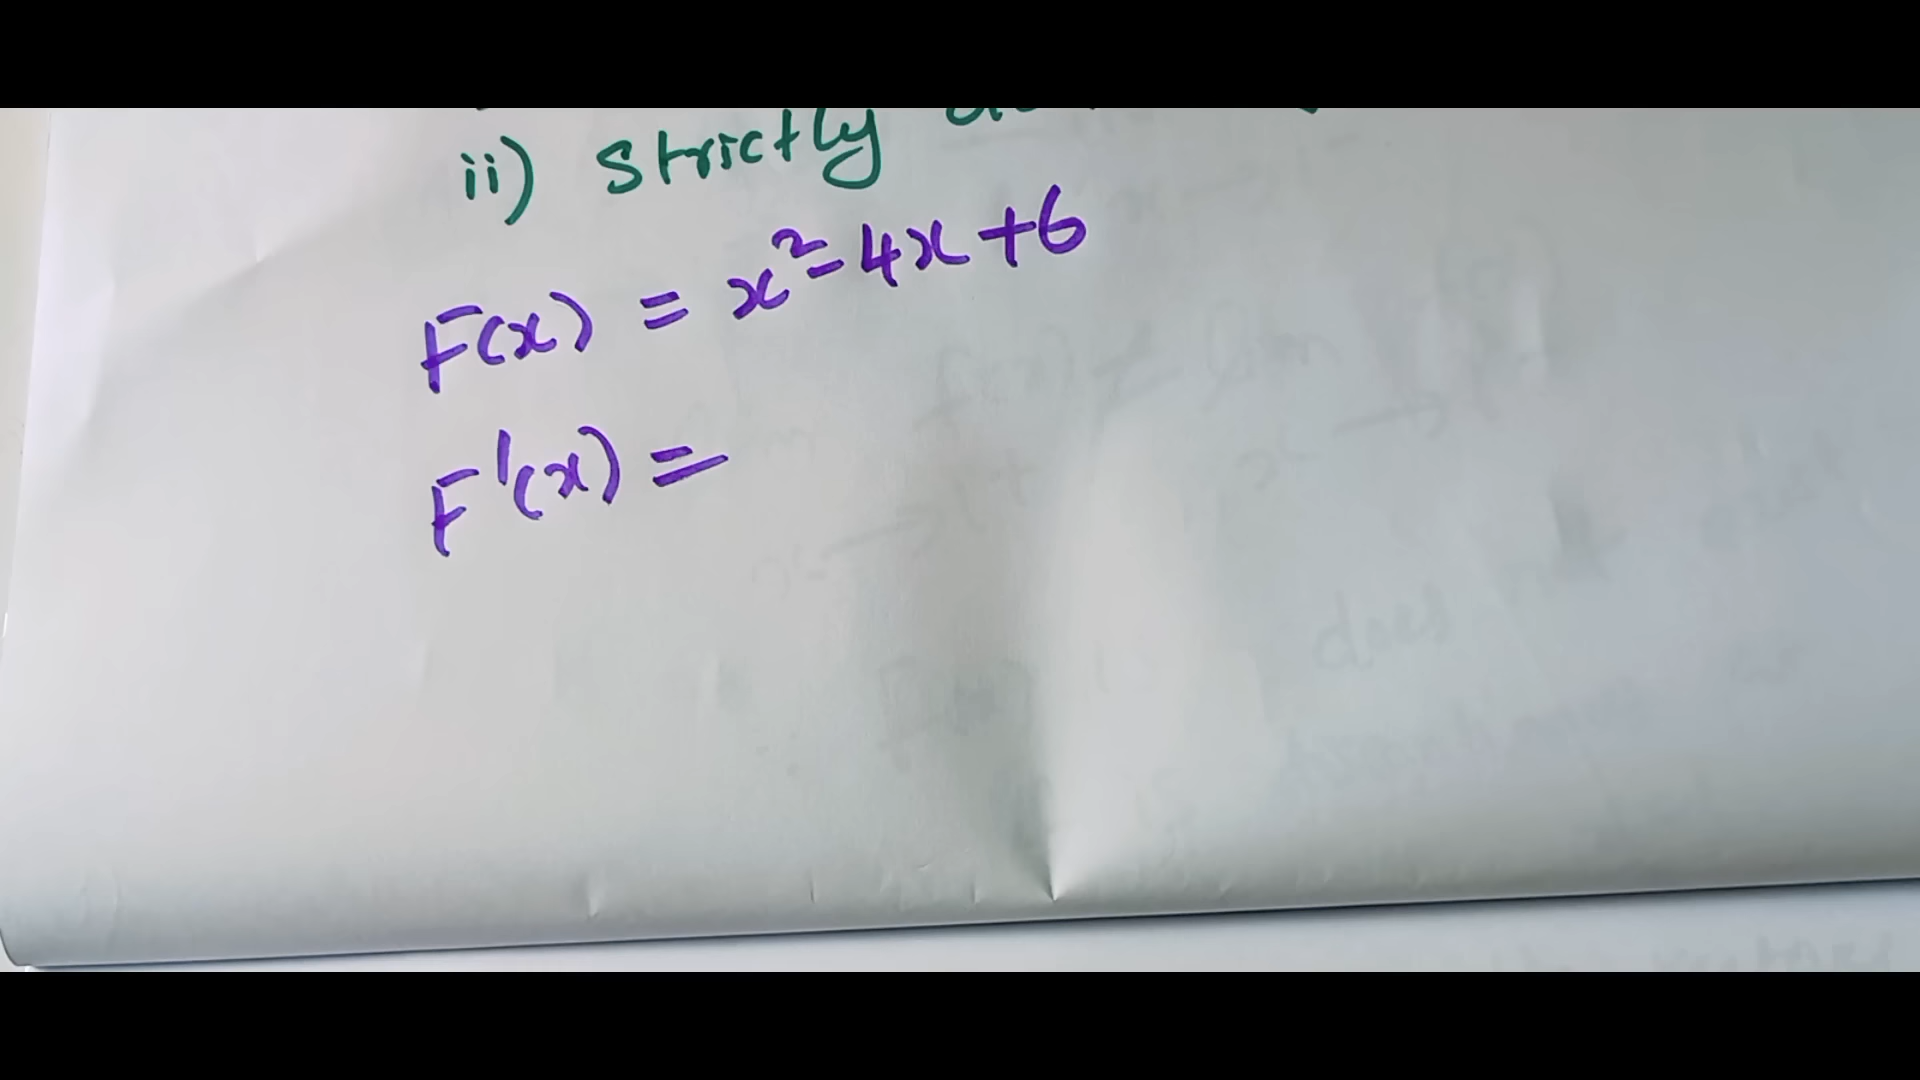 ii) Strictly
F(x) = x²-4x+6
F'(x) =